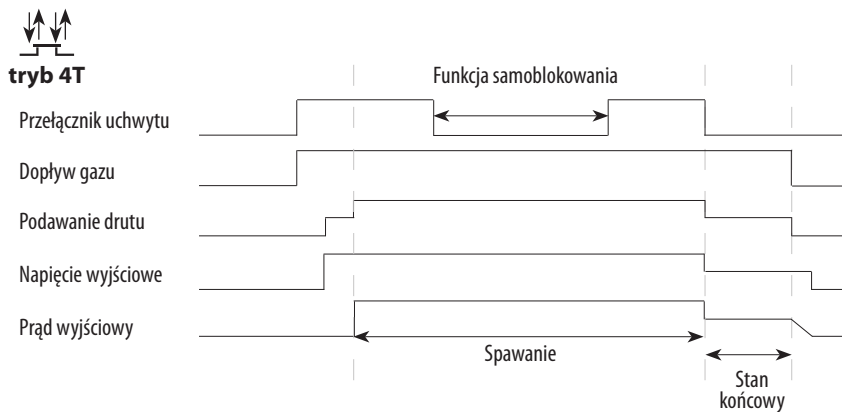 tryb 4T
Funkcja samoblokowania
Przełącznik uchwytu
Dopływ gazu
Podawanie drutu
Napięcie wyjściowe
Prąd wyjściowy
Spawanie
Stan
końcowy